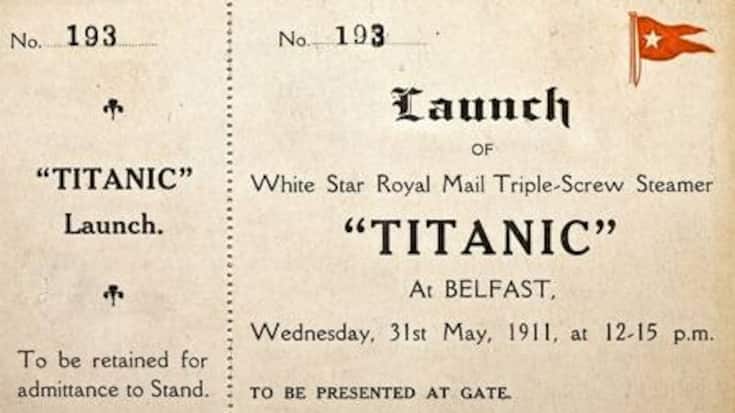 No. 193
"TITANIC"
Launch.
To be retained for
admittance to Stand.
No. 193
Launch
OF
White Star Royal Mail Triple-Screw Steamer
"TITANIC"
At BELFAST,
Wednesday, 31st May, 1911, at 12-15 p.m.
TO BE PRESENTED AT GATE.